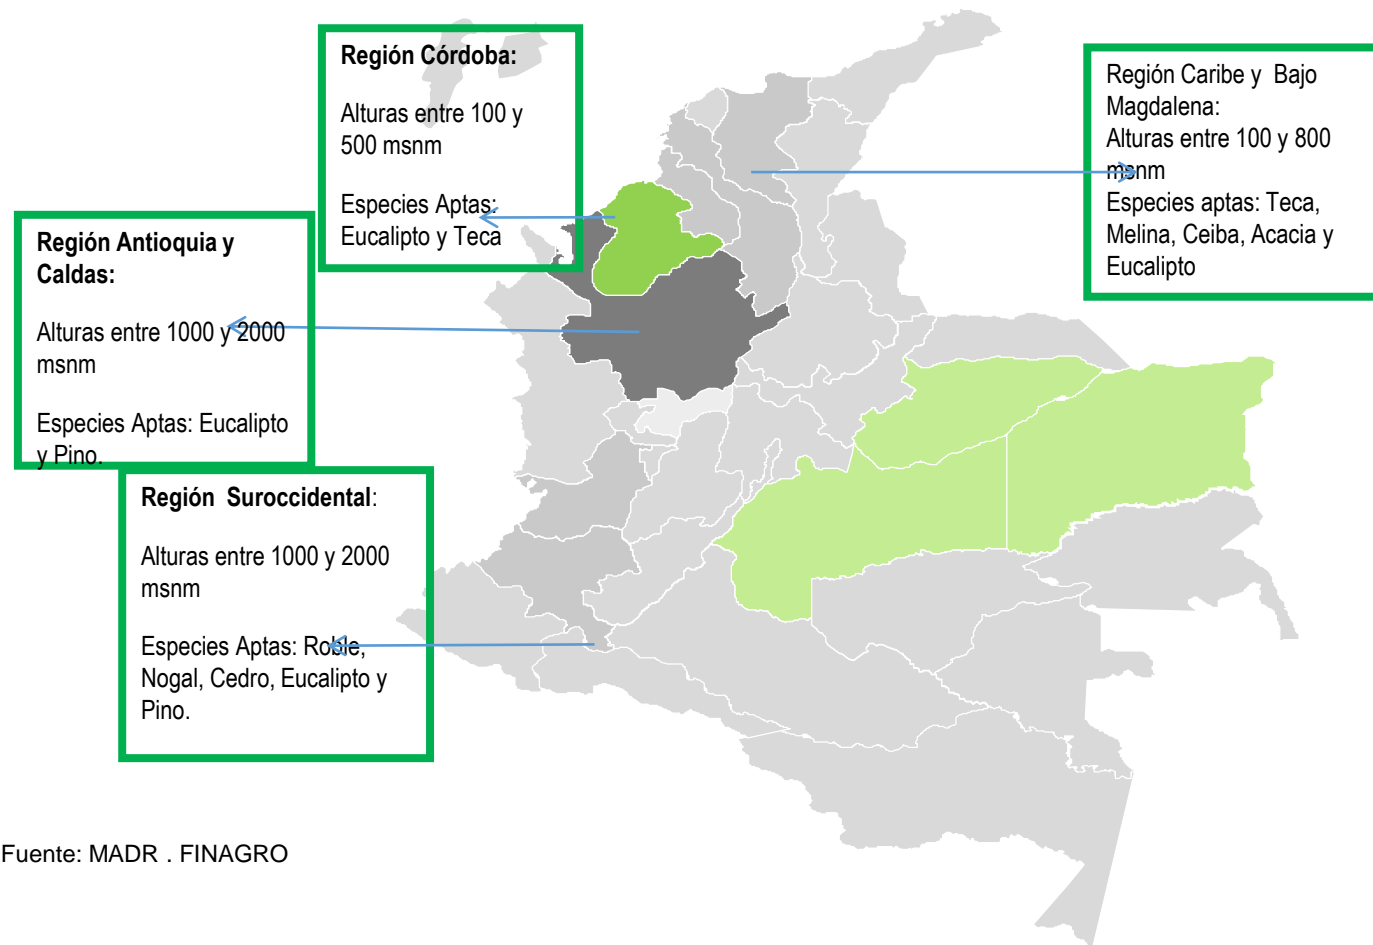 Región Córdoba:
Alturas entre 100 y
500 msnm
Especies Aptas:
Eucalipto y Teca
Región Caribe y Bajo
Magdalena:
Alturas entre 100 y 800
msnm
Especies aptas: Teca,
Melina, Ceiba, Acacia y
Eucalipto
Región Antioquia y
Caldas:
Alturas entre 1000 y 2000
msnm
Especies Aptas: Eucalipto
y Pino.
Región Suroccidental:
Alturas entre 1000 y 2000
msnm
Especies Aptas: Roble,
Nogal, Cedro, Eucalipto y
Pino.
Fuente: MADR . FINAGRO